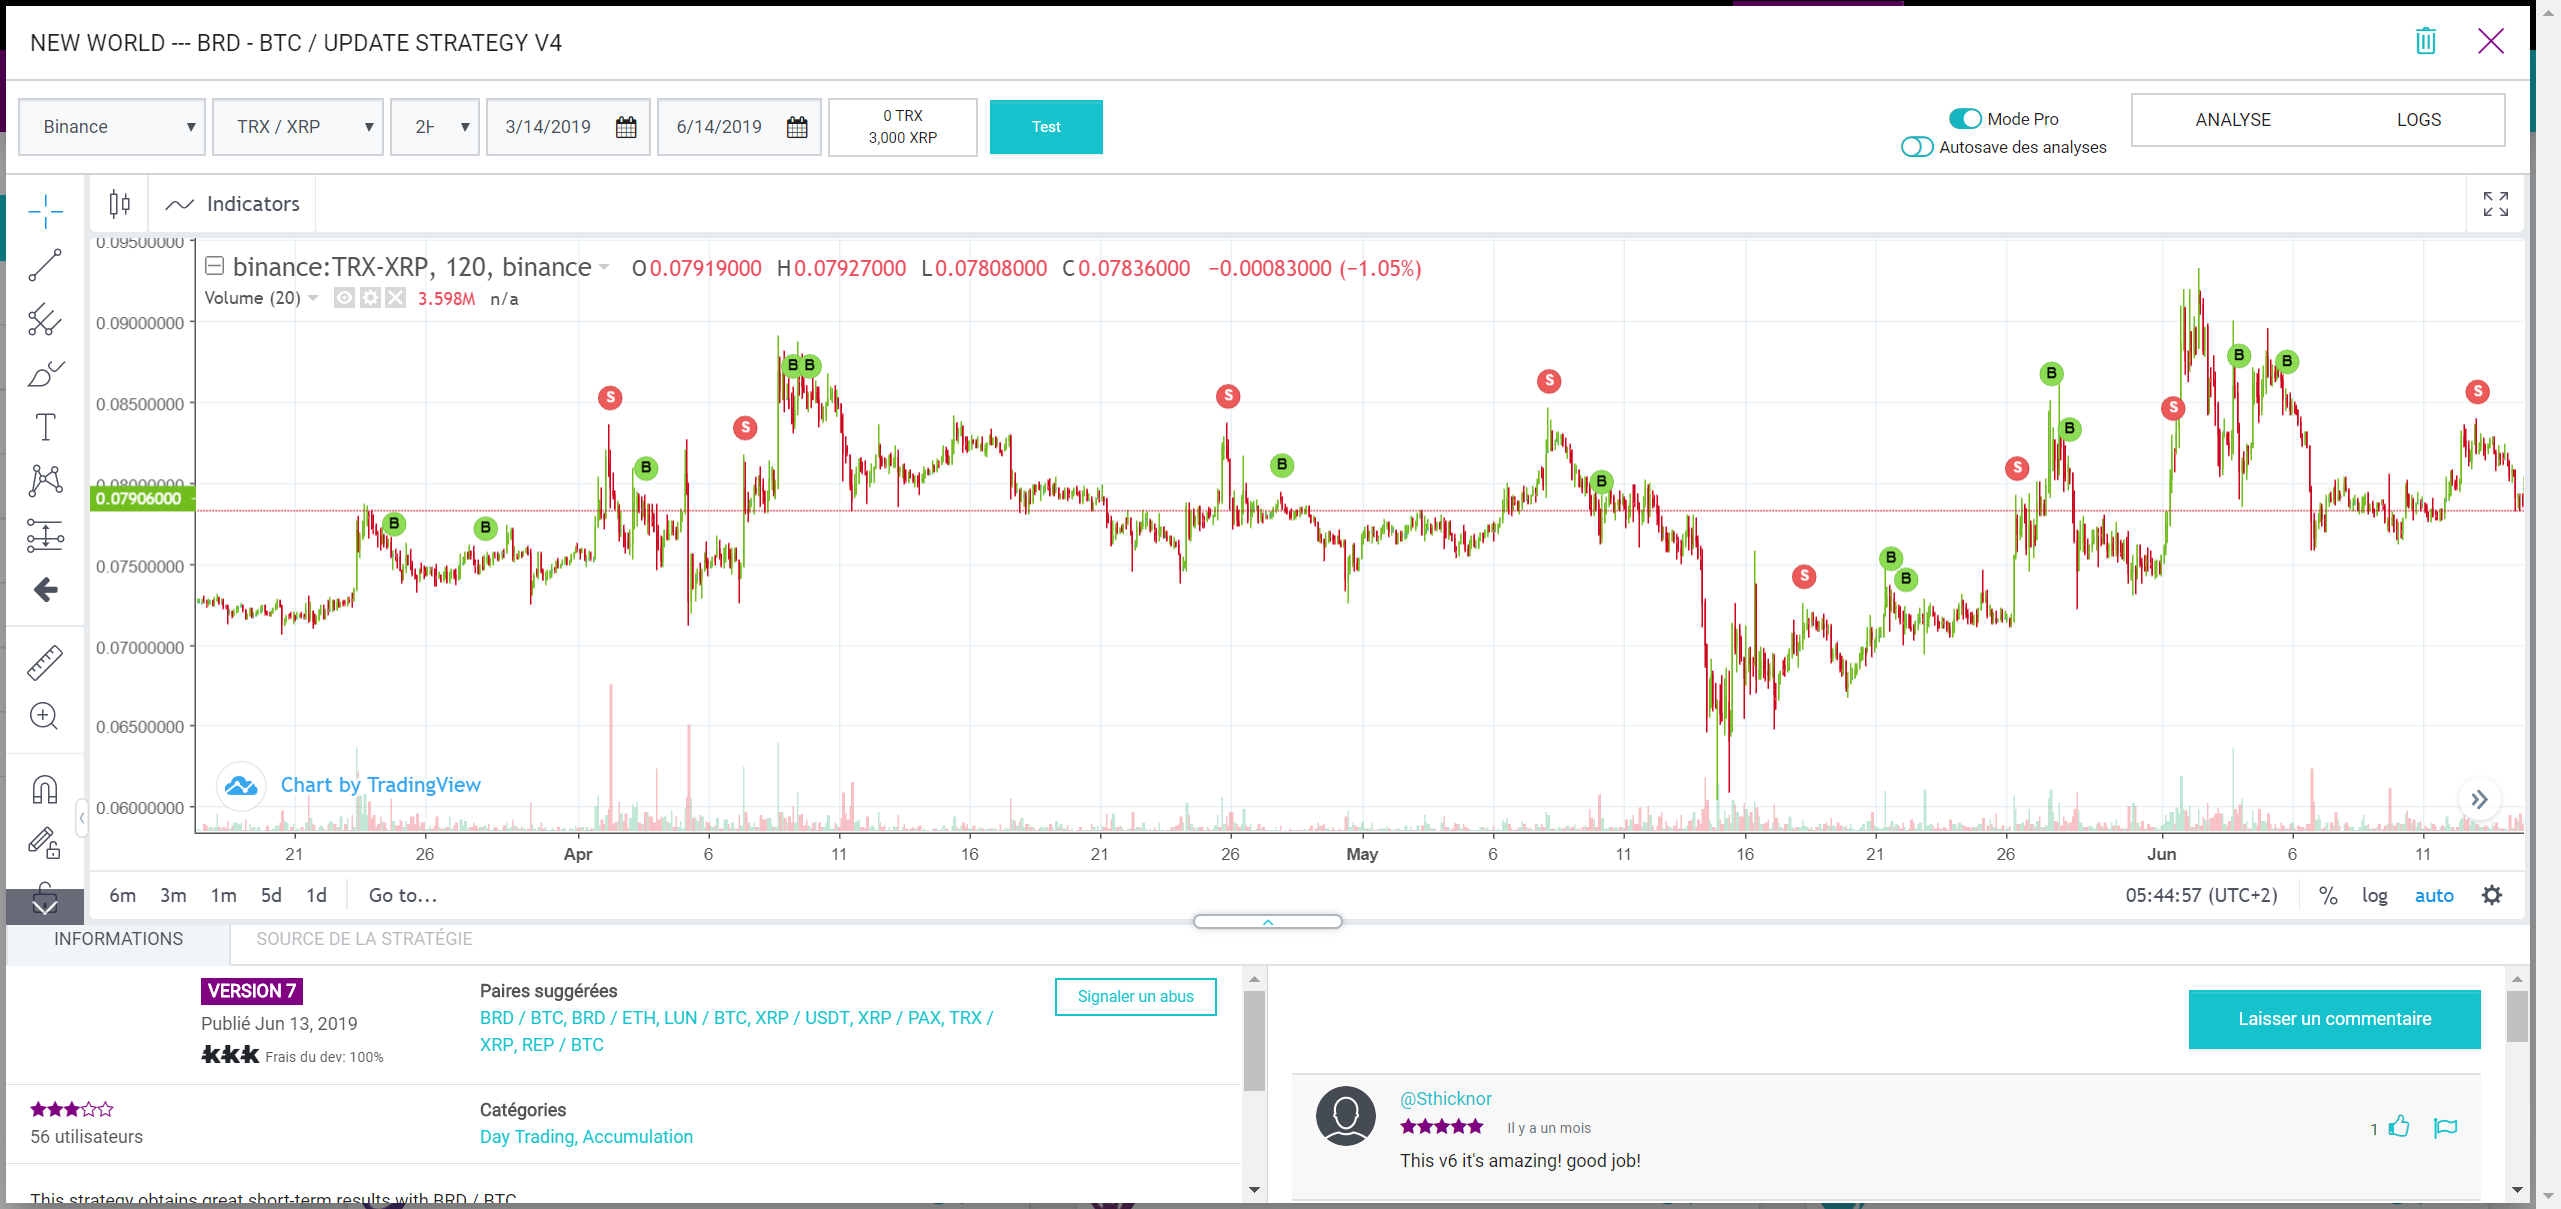 NEW WORLD --- BRD - BTC / UPDATE STRATEGY V4
Binance
TRX / XRP
2H
3/14/2019
6/14/2019
0 TRX
3,000 XRP
Test
Mode Pro
Autosave des analyses
ANALYSE
LOGS
Indicators
binance:TRX-XRP, 120, binance O0.07919000 H0.07927000 L0.07808000 C0.07836000 −0.00083000 (−1.05%)
Volume (20) 3.598M n/a
0.09500000
0.09000000
0.08500000
0.08000000
0.07906000
0.07500000
0.07000000
0.06500000
0.06000000
B B
S
S
B
B
B
S
B
S
B
S
B
B
S
B
B
S
B
B
S
Chart by TradingView
21 26 Apr 6 11 16 21 26 May 6 11 16 21 26 Jun 6 11
6m 3m 1m 5d 1d Go to...
05:44:57 (UTC+2) % log auto
INFORMATIONS
SOURCE DE LA STRATÉGIE
VERSION 7
Publié Jun 13, 2019
Frais du dev: 100%
Paires suggérées
BRD / BTC, BRD / ETH, LUN / BTC, XRP / USDT, XRP / PAX, TRX /
XRP, REP / BTC
Signaler un abus
56 utilisateurs
Catégories
Day Trading, Accumulation
This strategy obtains great short-term results with BRD / BTC
Laisser un commentaire
@Sthicknor
Il y a un mois
1
This v6 it's amazing! good job!